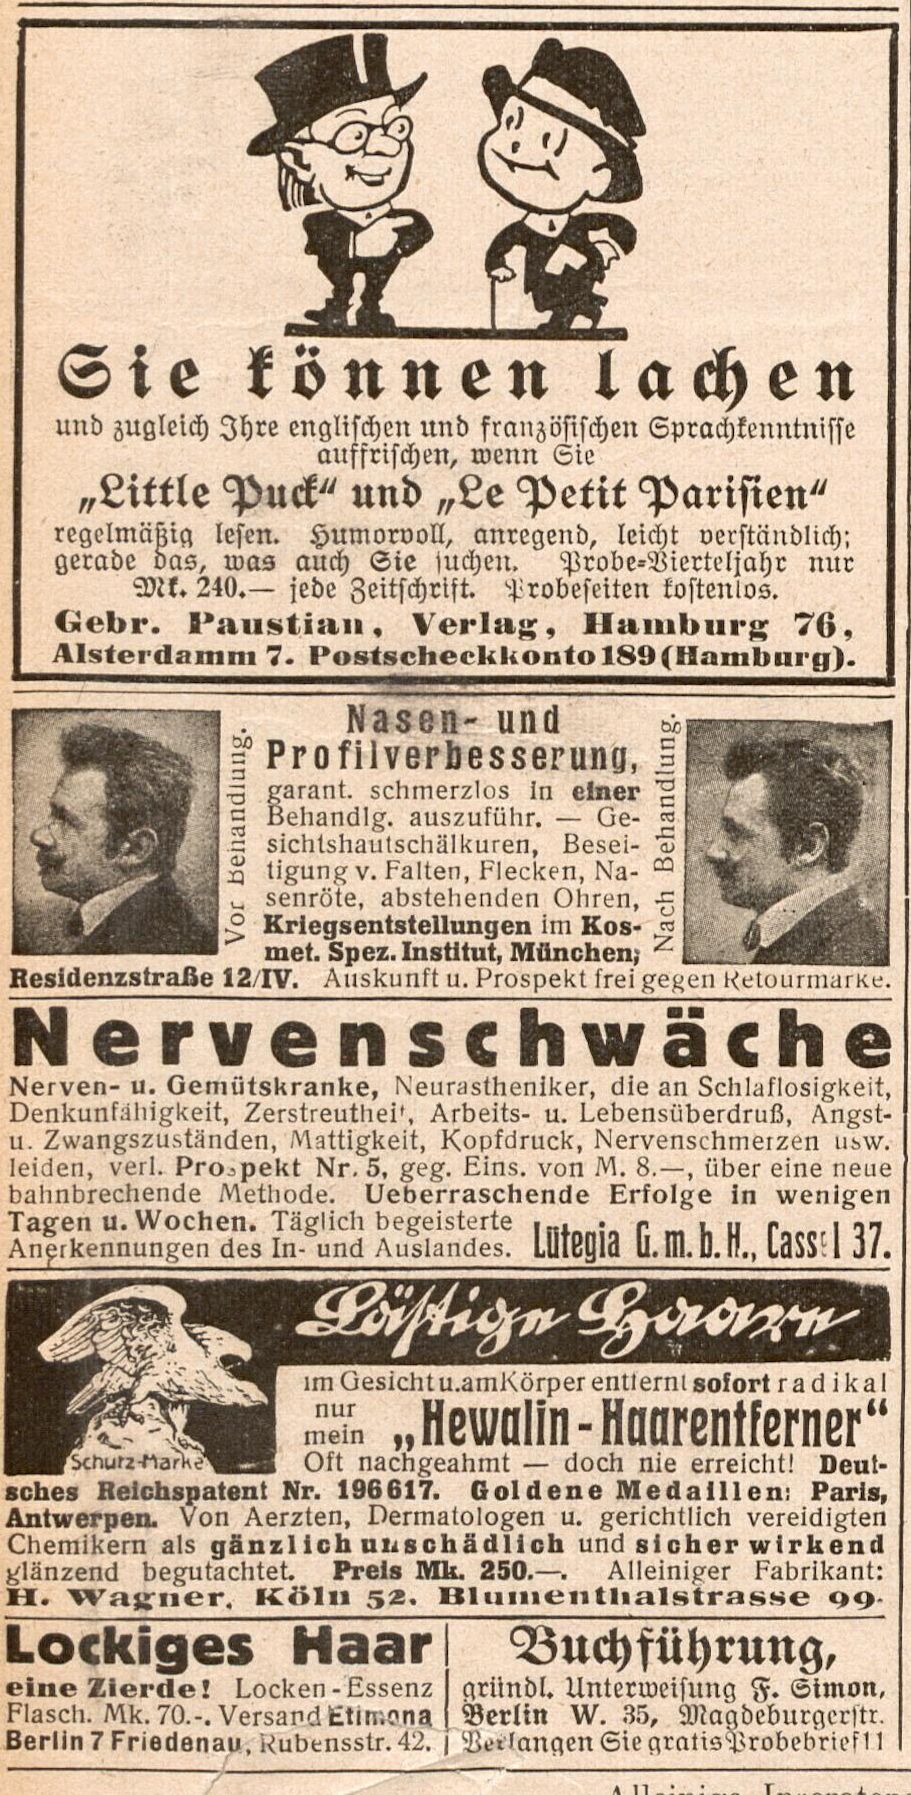 Sie können lachen
und zugleich Ihre englischen und französischen Sprachkenntnisse
auffrischen, wenn Sie
„Little Puck“ und „Le Petit Parisien“
regelmäßig lesen. Humorvoll, anregend, leicht verständlich;
gerade das, was auch Sie suchen. Probe-Vierteljahr nur
Mk. 240.— jede Zeitschrift. Probeseiten kostenlos.
Gebr. Paustian, Verlag, Hamburg 76,
Alsterdamm 7. Postscheckkonto 189 (Hamburg).
Vor Behandlung.
Nasen- und
Profilverbesserung,
garant. schmerzlos in einer
Behandlg. auszuführ. — Ge-
sichtshautschälkuren, Besei-
tigung v. Falten, Flecken, Na-
senröte, abstehenden Ohren,
Kriegsentstellungen im Kos-
met. Spez. Institut, München,
Nach Behandlung.
Residenzstraße 12/IV. Auskunft u. Prospekt frei gegen Retourmarke.
Nervenschwäche
Nerven- u. Gemütskranke, Neurastheniker, die an Schlaflosigkeit,
Denkunfähigkeit, Zerstreutheit, Arbeits- u. Lebensüberdruß, Angst-
u. Zwangszuständen, Mattigkeit, Kopfdruck, Nervenschmerzen usw.
leiden, verl. Prospekt Nr. 5, geg. Eins. von M. 8.—, über eine neue
bahnbrechende Methode. Ueberraschende Erfolge in wenigen
Tagen u. Wochen. Täglich begeisterte
Anerkennungen des In- und Auslandes. Lütegia G.m.b.H., Cassel 37.
Lästige Haare
im Gesicht u. am Körper entfernt sofort radikal
nur
mein „Hewalin-Haarentferner“
Schutz-Marke
Oft nachgeahmt — doch nie erreicht! Deut-
sches Reichspatent Nr. 196617. Goldene Medaillen: Paris,
Antwerpen. Von Aerzten, Dermatologen u. gerichtlich vereidigten
Chemikern als gänzlich unschädlich und sicher wirkend
glänzend begutachtet. Preis Mk. 250.—. Alleiniger Fabrikant:
H. Wagner, Köln 52. Blumenthalstrasse 99.
Lockiges Haar
eine Zierde! Locken-Essenz
Flasch. Mk. 70.-. Versand Etimona
Berlin 7 Friedenau, Rubensstr. 42.
Buchführung,
gründl. Unterweisung F. Simon,
Berlin W. 35, Magdeburgerstr.
Verlangen Sie gratis Probebrief 11